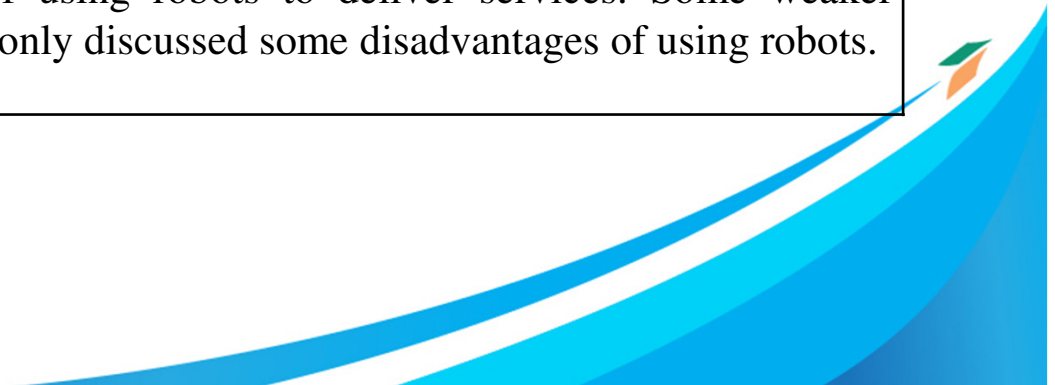 using robots to deliver services. Some weaker
only discussed some disadvantages of using robots.